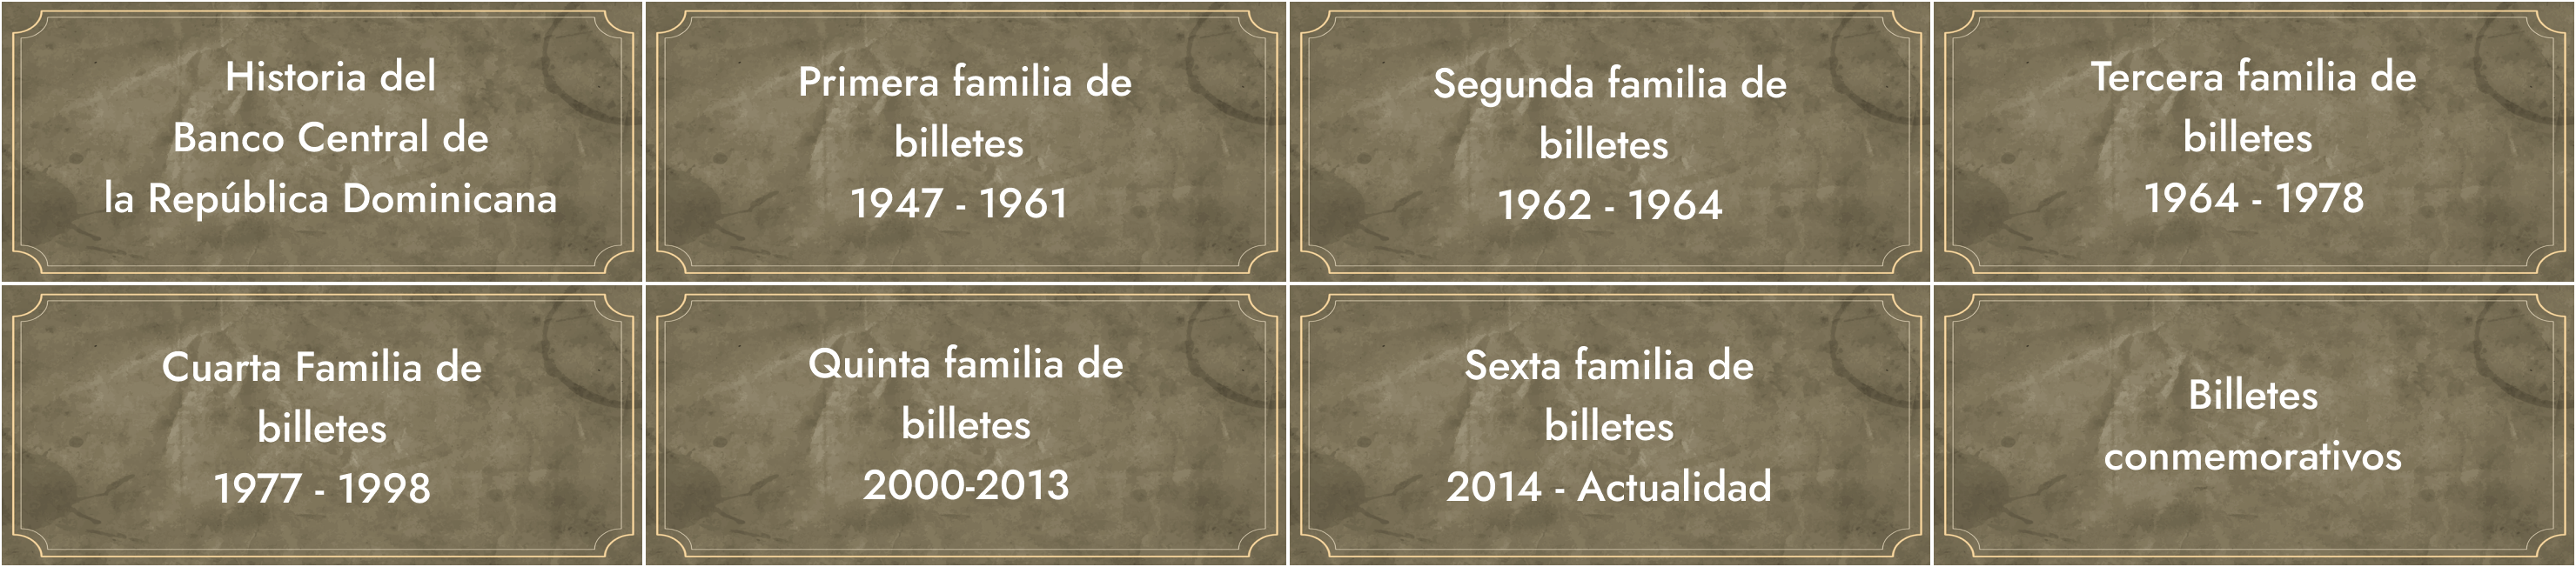 Historia del
Banco Central de
la República Dominicana
Primera familia de
billetes
1947 - 1961
Segunda familia de
billetes
1962 - 1964
Tercera familia de
billetes
1964 - 1978
Cuarta Familia de
billetes
1977 - 1998
Quinta familia de
billetes
2000-2013
Sexta familia de
billetes
2014 - Actualidad
Billetes
conmemorativos